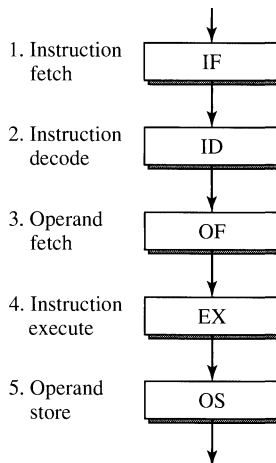 1. Instruction
fetch
IF
2. Instruction
decode
ID
3. Operand
fetch
OF
4. Instruction
execute
EX
5. Operand
store
OS